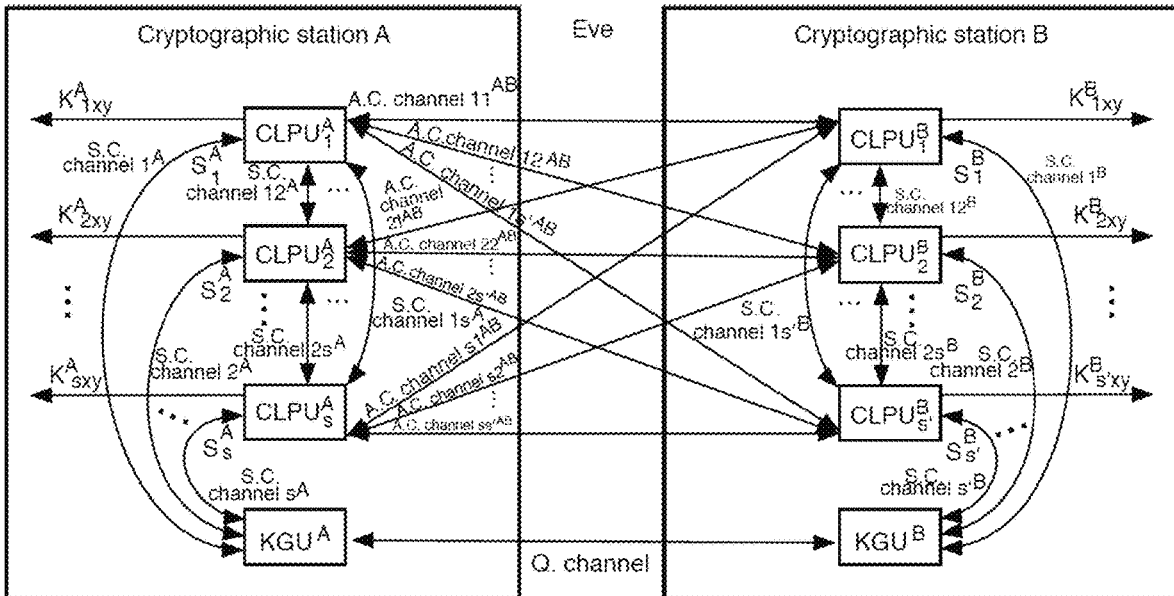 Cryptographic station A
Eve
Cryptographic station B
K^A_1xy
A.C. channel 11^AB
K^B_1xy
CLPU^A_1
CLPU^B_1
S.C.
channel 1^A
S^A_1
S.C.
channel 12^A
...
A.C.channel 12^AB
A.C. channel 1s'^AB
A.C.
channel
21^AB
...
S^B_1
S.C.
channel 1^B
...
S.C.
channel 12^B
K^A_2xy
A.C. channel 22^AB
K^B_2xy
CLPU^A_2
CLPU^B_2
S^A_2
A.C. channel 2s'^AB
...
S^B_2
...
S.C.
channel 1s^A
S.C.
channel 1s'^B
...
S.C.
channel 2s^A
S.C.
channel 2s^B
S.C.
channel 2^A
S.C.
channel 2^B
A.C. channel s1^AB
A.C. channel s2^AB
...
A.C. channel ss'^AB
K^A_sxy
K^B_s'xy
CLPU^A_s
CLPU^B_s'
S^A_s
S^B_s'
S.C.
channel s^A
S.C.
channel s'^B
KGU^A
KGU^B
Q. channel